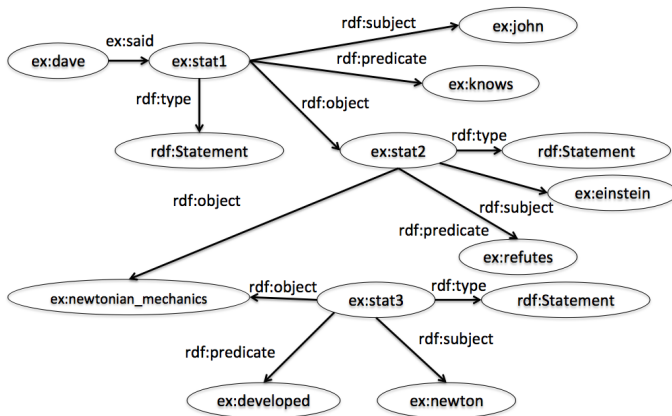 rdf:subject
ex:john
ex:said
ex:dave
ex:stat1
rdf:predicate
ex:knows
rdf:type
rdf:object
rdf:Statement
ex:stat2
rdf:type
rdf:Statement
rdf:object
rdf:subject
ex:einstein
rdf:predicate
ex:refutes
ex:newtonian_mechanics
rdf:object
ex:stat3
rdf:type
rdf:Statement
rdf:predicate
rdf:subject
ex:developed
ex:newton